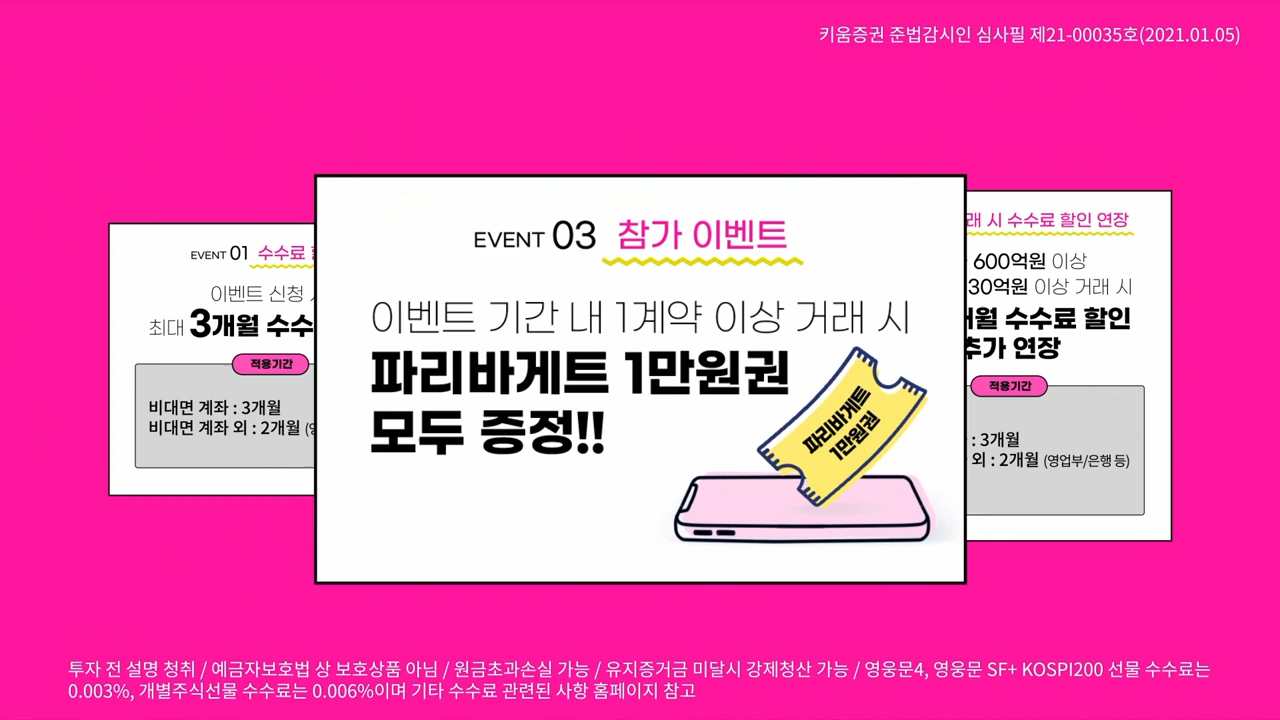 키움증권 준법감시인 심사필 제21-00035호(2021.01.05)
EVENT 01 수수료
이벤트 신청
최대 3개월 수수
적용기간
비대면 계좌 : 3개월
비대면 계좌 외 : 2개월
EVENT 03 참가 이벤트
이벤트 기간 내 1계약 이상 거래 시
파리바게트 1만원권
모두 증정!!
파리바게트
1만원권
래 시 수수료 할인 연장
600억원 이상
30억원 이상 거래 시
개월 수수료 할인
추가 연장
적용기간
: 3개월
외 : 2개월 (영업부/은행 등)
투자 전 설명 청취 / 예금자보호법 상 보호상품 아님 / 원금초과손실 가능 / 유지증거금 미달시 강제청산 가능 / 영웅문4, 영웅문 SF+ KOSPI200 선물 수수료는
0.003%, 개별주식선물 수수료는 0.006%이며 기타 수수료 관련된 사항 홈페이지 참고